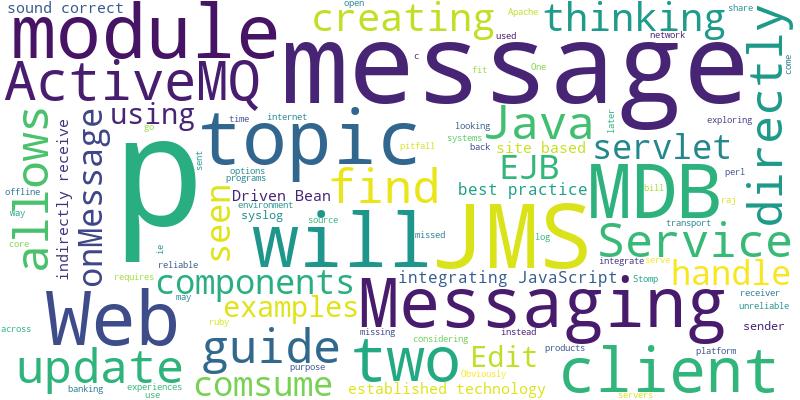 sound correct
open
Apache
share
module
creating
thinking
message
used
network
ActiveMQ
c
fit
One
come
directly
using
p
topic
time
internet
Java
later
exploring
allows
indirectly receive
onMessage
go
sent
pitfall
looking
systems
back
site based
servlet
options
programs
EJB
perl
offline
Way
seen
Driven Bean
find
best practice
MDB
bill
raj
environment
syslog
source
will
missed
log
JMS
transport
core
ie
reliable
Service
may
components
integrating JavaScript
integrate
serve
handle
requires
Stomp
Web
examples
Messaging
receiver
unreliable
ruby
across
missing
instead
sender
guide
purpose
considering
products
platform
update
two
Edit
client
Obviously
banking
experiences
use
comsume
established technology
servers